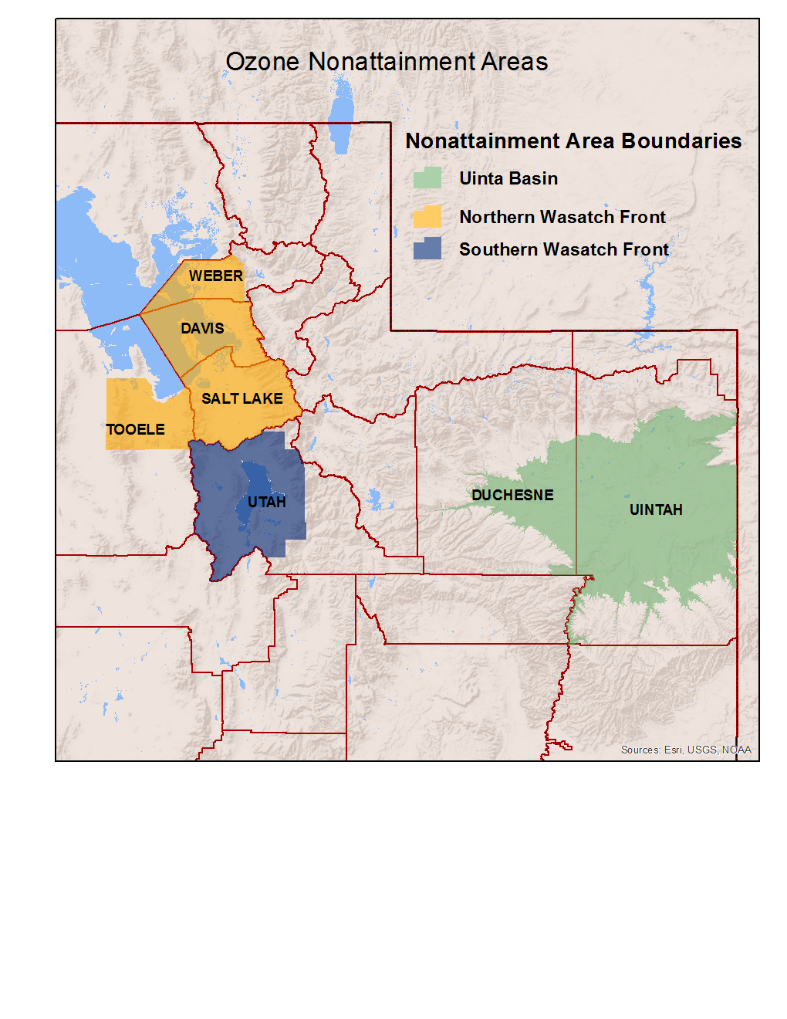 Ozone Nonattainment Areas
Nonattainment Area Boundaries
Uinta Basin
Northern Wasatch Front
Southern Wasatch Front
WEBER
DAVIS
SALT LAKE
TOOELE
UTAH
DUCHESNE
UINTAH
Sources: Esri, USGS, NOAA